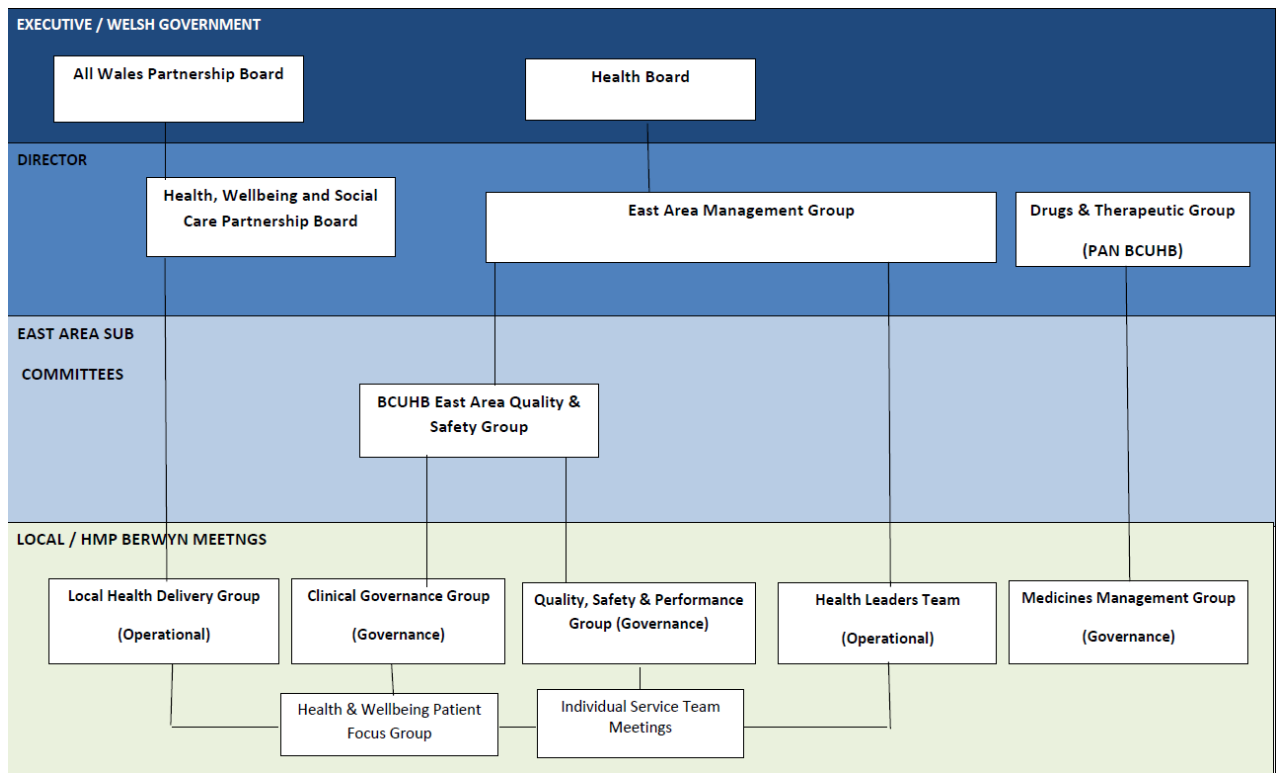 EXECUTIVE / WELSH GOVERNMENT
All Wales Partnership Board
Health Board
DIRECTOR
Health, Wellbeing and Social
Care Partnership Board
East Area Management Group
Drugs & Therapeutic Group
(PAN BCUHB)
EAST AREA SUB
COMMITTEES
BCUHB East Area Quality &
Safety Group
LOCAL / HMP BERWYN MEETNGS
Local Health Delivery Group
(Operational)
Clinical Governance Group
(Governance)
Quality, Safety & Performance
Group (Governance)
Health Leaders Team
(Operational)
Medicines Management Group
(Governance)
Health & Wellbeing Patient
Focus Group
Individual Service Team
Meetings